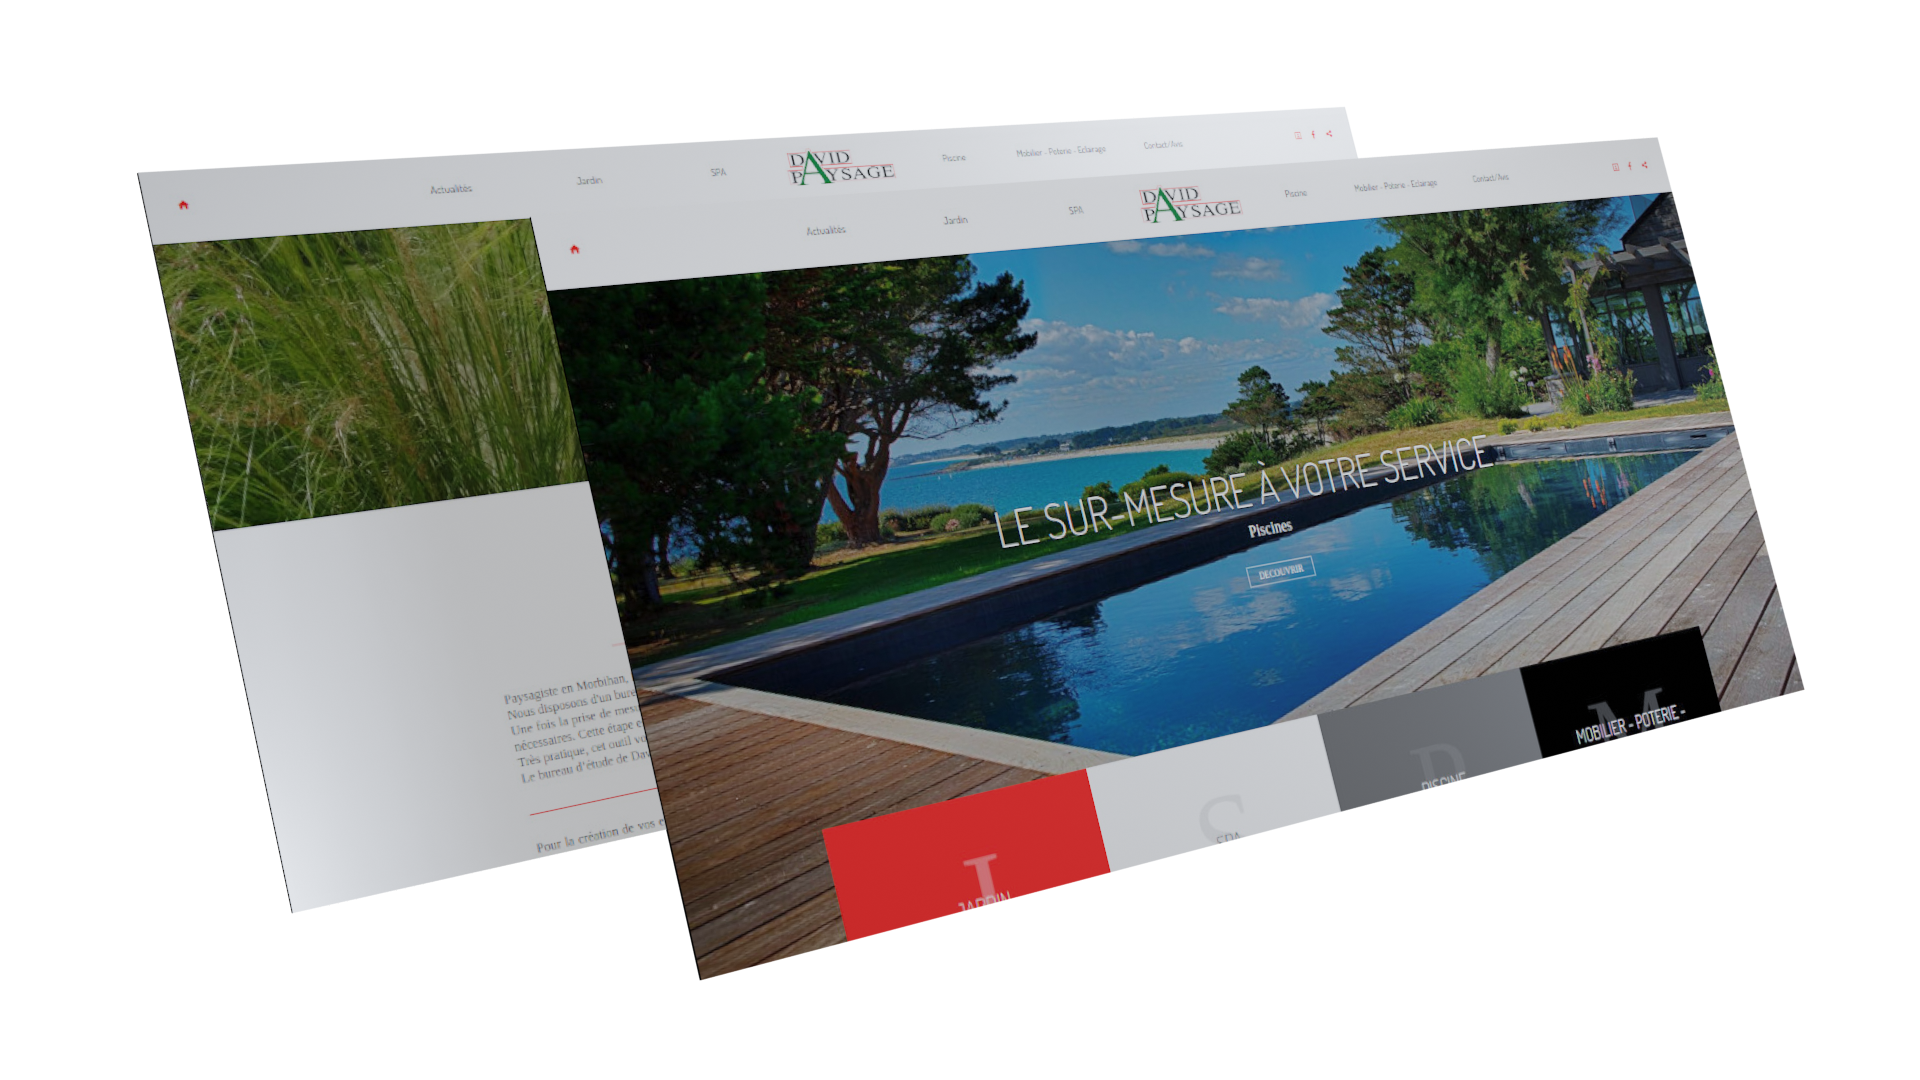 Actualités
Jardin
SPA
DAVID
PAYSAGE
Piscine
Mobilier - Poterie - Eclairage
Contact/Avis
Paysagiste en Morbihan,
Nous disposons d'un
Une fois la prise de
nécessaires. Cette étape
Très pratique, cet outil
Le bureau d'étude de
Pour la création de vos
Actualités
Jardin
SPA
DAVID
PAYSAGE
Piscine
Mobilier - Poterie - Eclairage
Contact/Avis
LE SUR-MESURE À VOTRE SERVICE
Piscines
DECOUVRIR
J
JARDIN
S
SPA
P
PISCINE
M
MOBILIER - POTERIE -